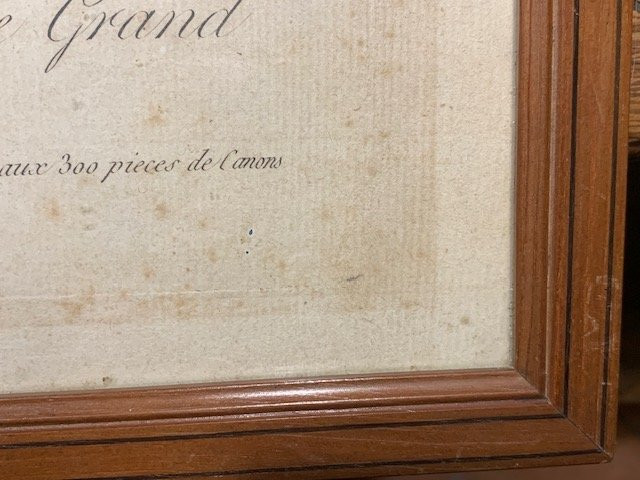 e Grand
aux 300 pieces de Canons